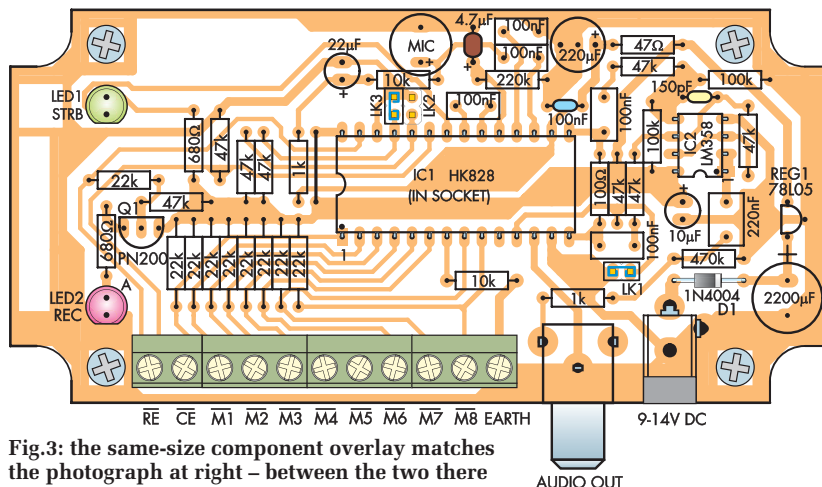 4.7µF
100nF
100nF
220µF
47Ω
47k
22µF
MIC
10k
220k
150pF
100k
LED1
STRB
LK3
LK2
100nF
100nF
100nF
680Ω
47k
47k
47k
1k
IC1 HK828
(IN SOCKET)
100k
IC2
LM358
47k
1
REG1
78L05
22k
47k
100Ω
47k
47k
220nF
Q1
PN200
680Ω
10µF
100nF
22k
22k
22k
22k
22k
22k
22k
22k
1
470k
10k
LK1
1N4004
D1
2200µF
A
LED2
REC
1k
RE CE M1 M2 M3 M4 M5 M6 M7 M8 EARTH
9-14V DC
AUDIO OUT
Fig.3: the same-size component overlay matches
the photograph at right – between the two there